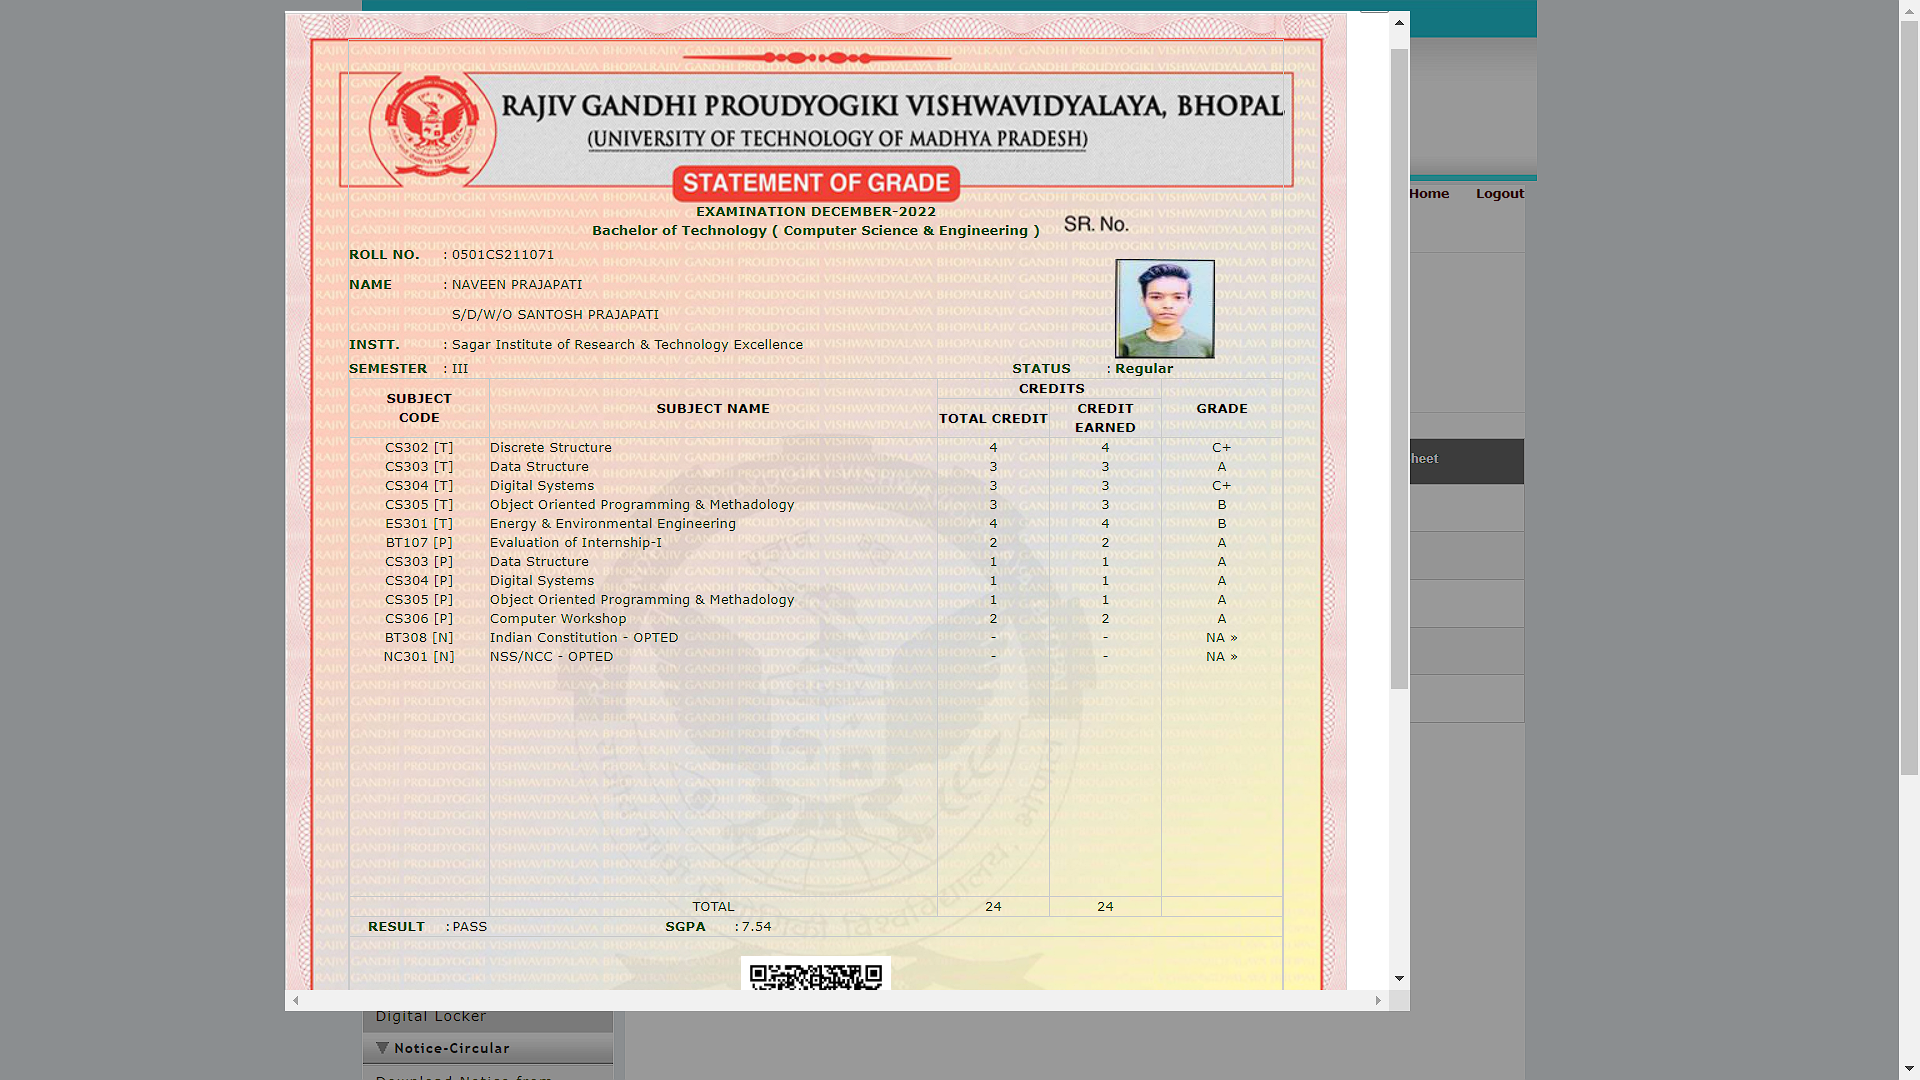 RAJIV GANDHI PROUDYOGIKI VISHWAVIDYALAYA, BHOPAL
(UNIVERSITY OF TECHNOLOGY OF MADHYA PRADESH)
STATEMENT OF GRADE
EXAMINATION DECEMBER-2022
Bachelor of Technology ( Computer Science & Engineering )
SR. No.
Home Logout
ROLL NO. : 0501CS211071
NAME : NAVEEN PRAJAPATI
S/D/W/O SANTOSH PRAJAPATI
INSTT. : Sagar Institute of Research & Technology Excellence
SEMESTER : III STATUS : Regular
SUBJECT CODE SUBJECT NAME CREDITS GRADE
TOTAL CREDIT CREDIT EARNED
CS302 [T] Discrete Structure 4 4 C+
CS303 [T] Data Structure 3 3 A
heet
CS304 [T] Digital Systems 3 3 C+
CS305 [T] Object Oriented Programming & Methadology 3 3 B
ES301 [T] Energy & Environmental Engineering 4 4 B
BT107 [P] Evaluation of Internship-I 2 2 A
CS303 [P] Data Structure 1 1 A
CS304 [P] Digital Systems 1 1 A
CS305 [P] Object Oriented Programming & Methadology 1 1 A
CS306 [P] Computer Workshop 2 2 A
BT308 [N] Indian Constitution - OPTED - - NA »
NC301 [N] NSS/NCC - OPTED - - NA »
TOTAL 24 24
RESULT : PASS SGPA : 7.54
Digital Locker
Notice-Circular
Download Notice from